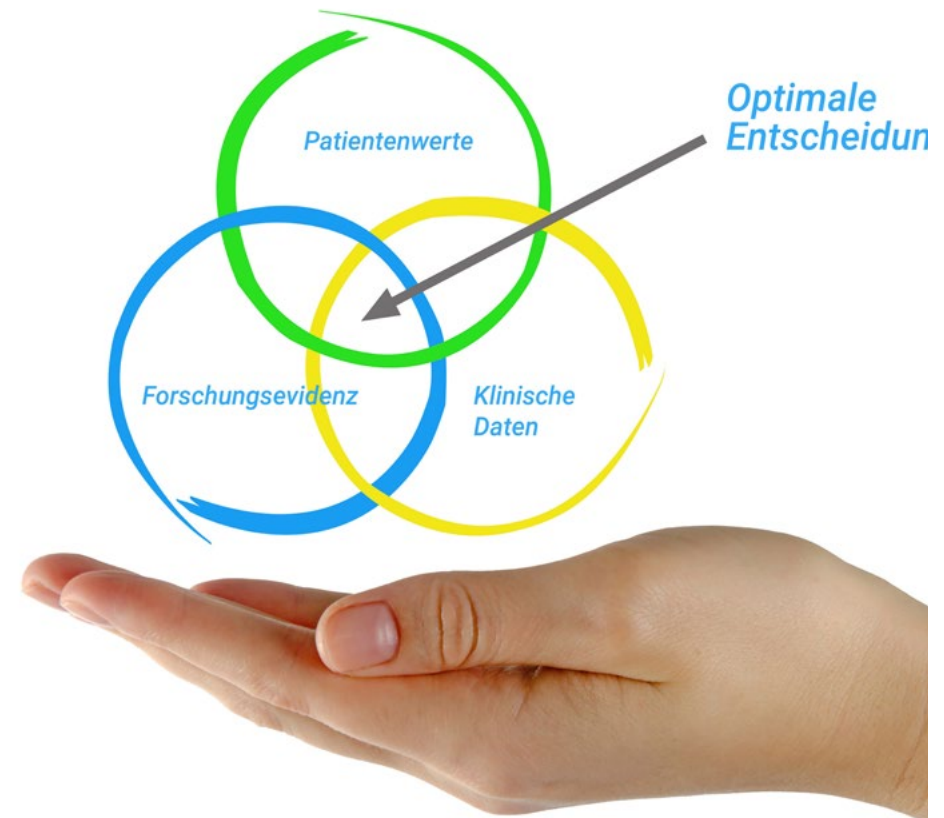 Patientenwerte
Optimale
Entscheidun
Forschungsevidenz
Klinische
Daten